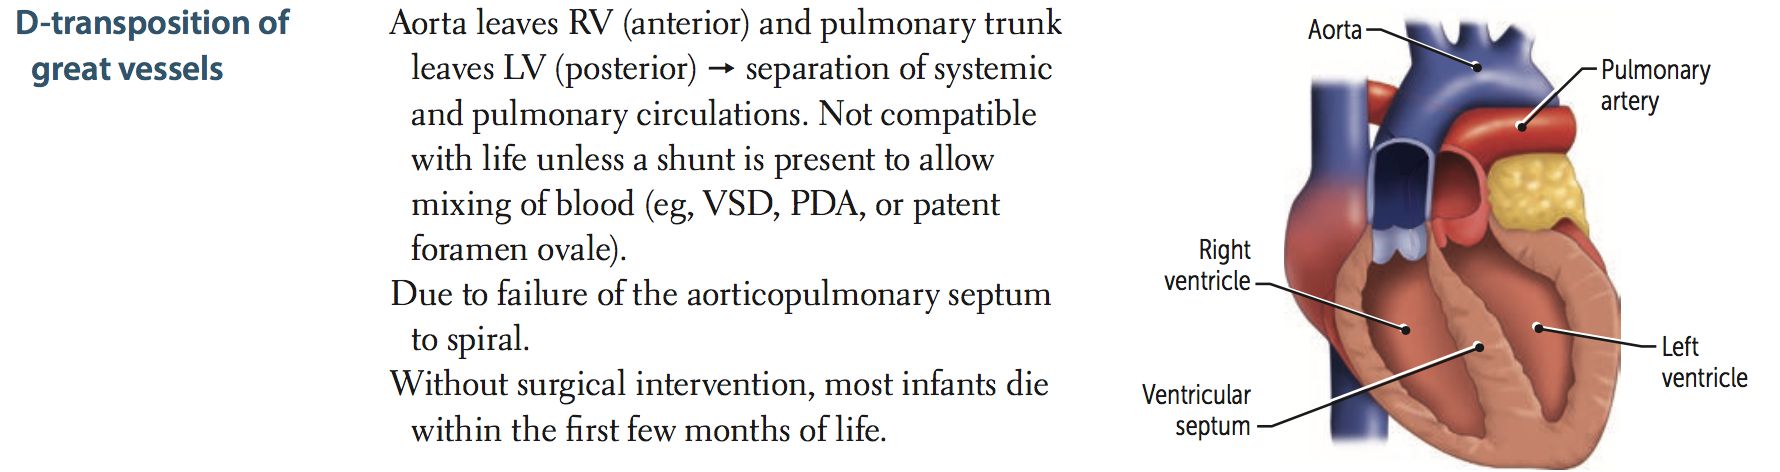 D-transposition of
great vessels
Aorta leaves RV (anterior) and pulmonary trunk
leaves LV (posterior) → separation of systemic
and pulmonary circulations. Not compatible
with life unless a shunt is present to allow
mixing of blood (eg, VSD, PDA, or patent
foramen ovale).
Due to failure of the aorticopulmonary septum
to spiral.
Without surgical intervention, most infants die
within the first few months of life.
Aorta
Pulmonary
artery
Right
ventricle
Left
ventricle
Ventricular
septum